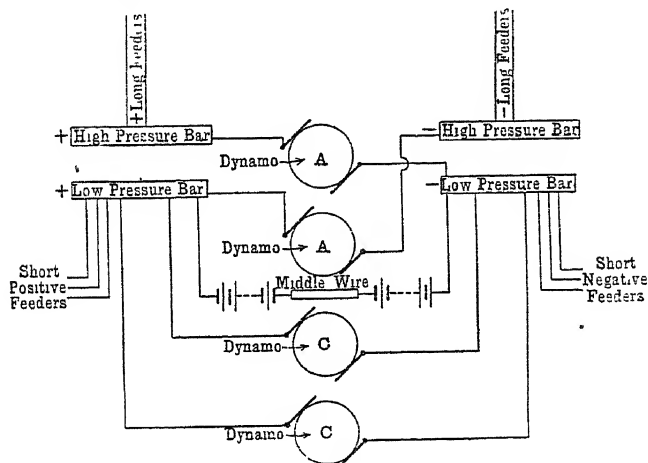 +Long Feeders
-Long Feeders
+ High Pressure Bar
- High Pressure Bar
Dynamo A
+ Low Pressure Bar
- Low Pressure Bar
Dynamo A
Middle Wire
Short
Positive
Feeders
Short
Negative
Feeders
Dynamo C
Dynamo C